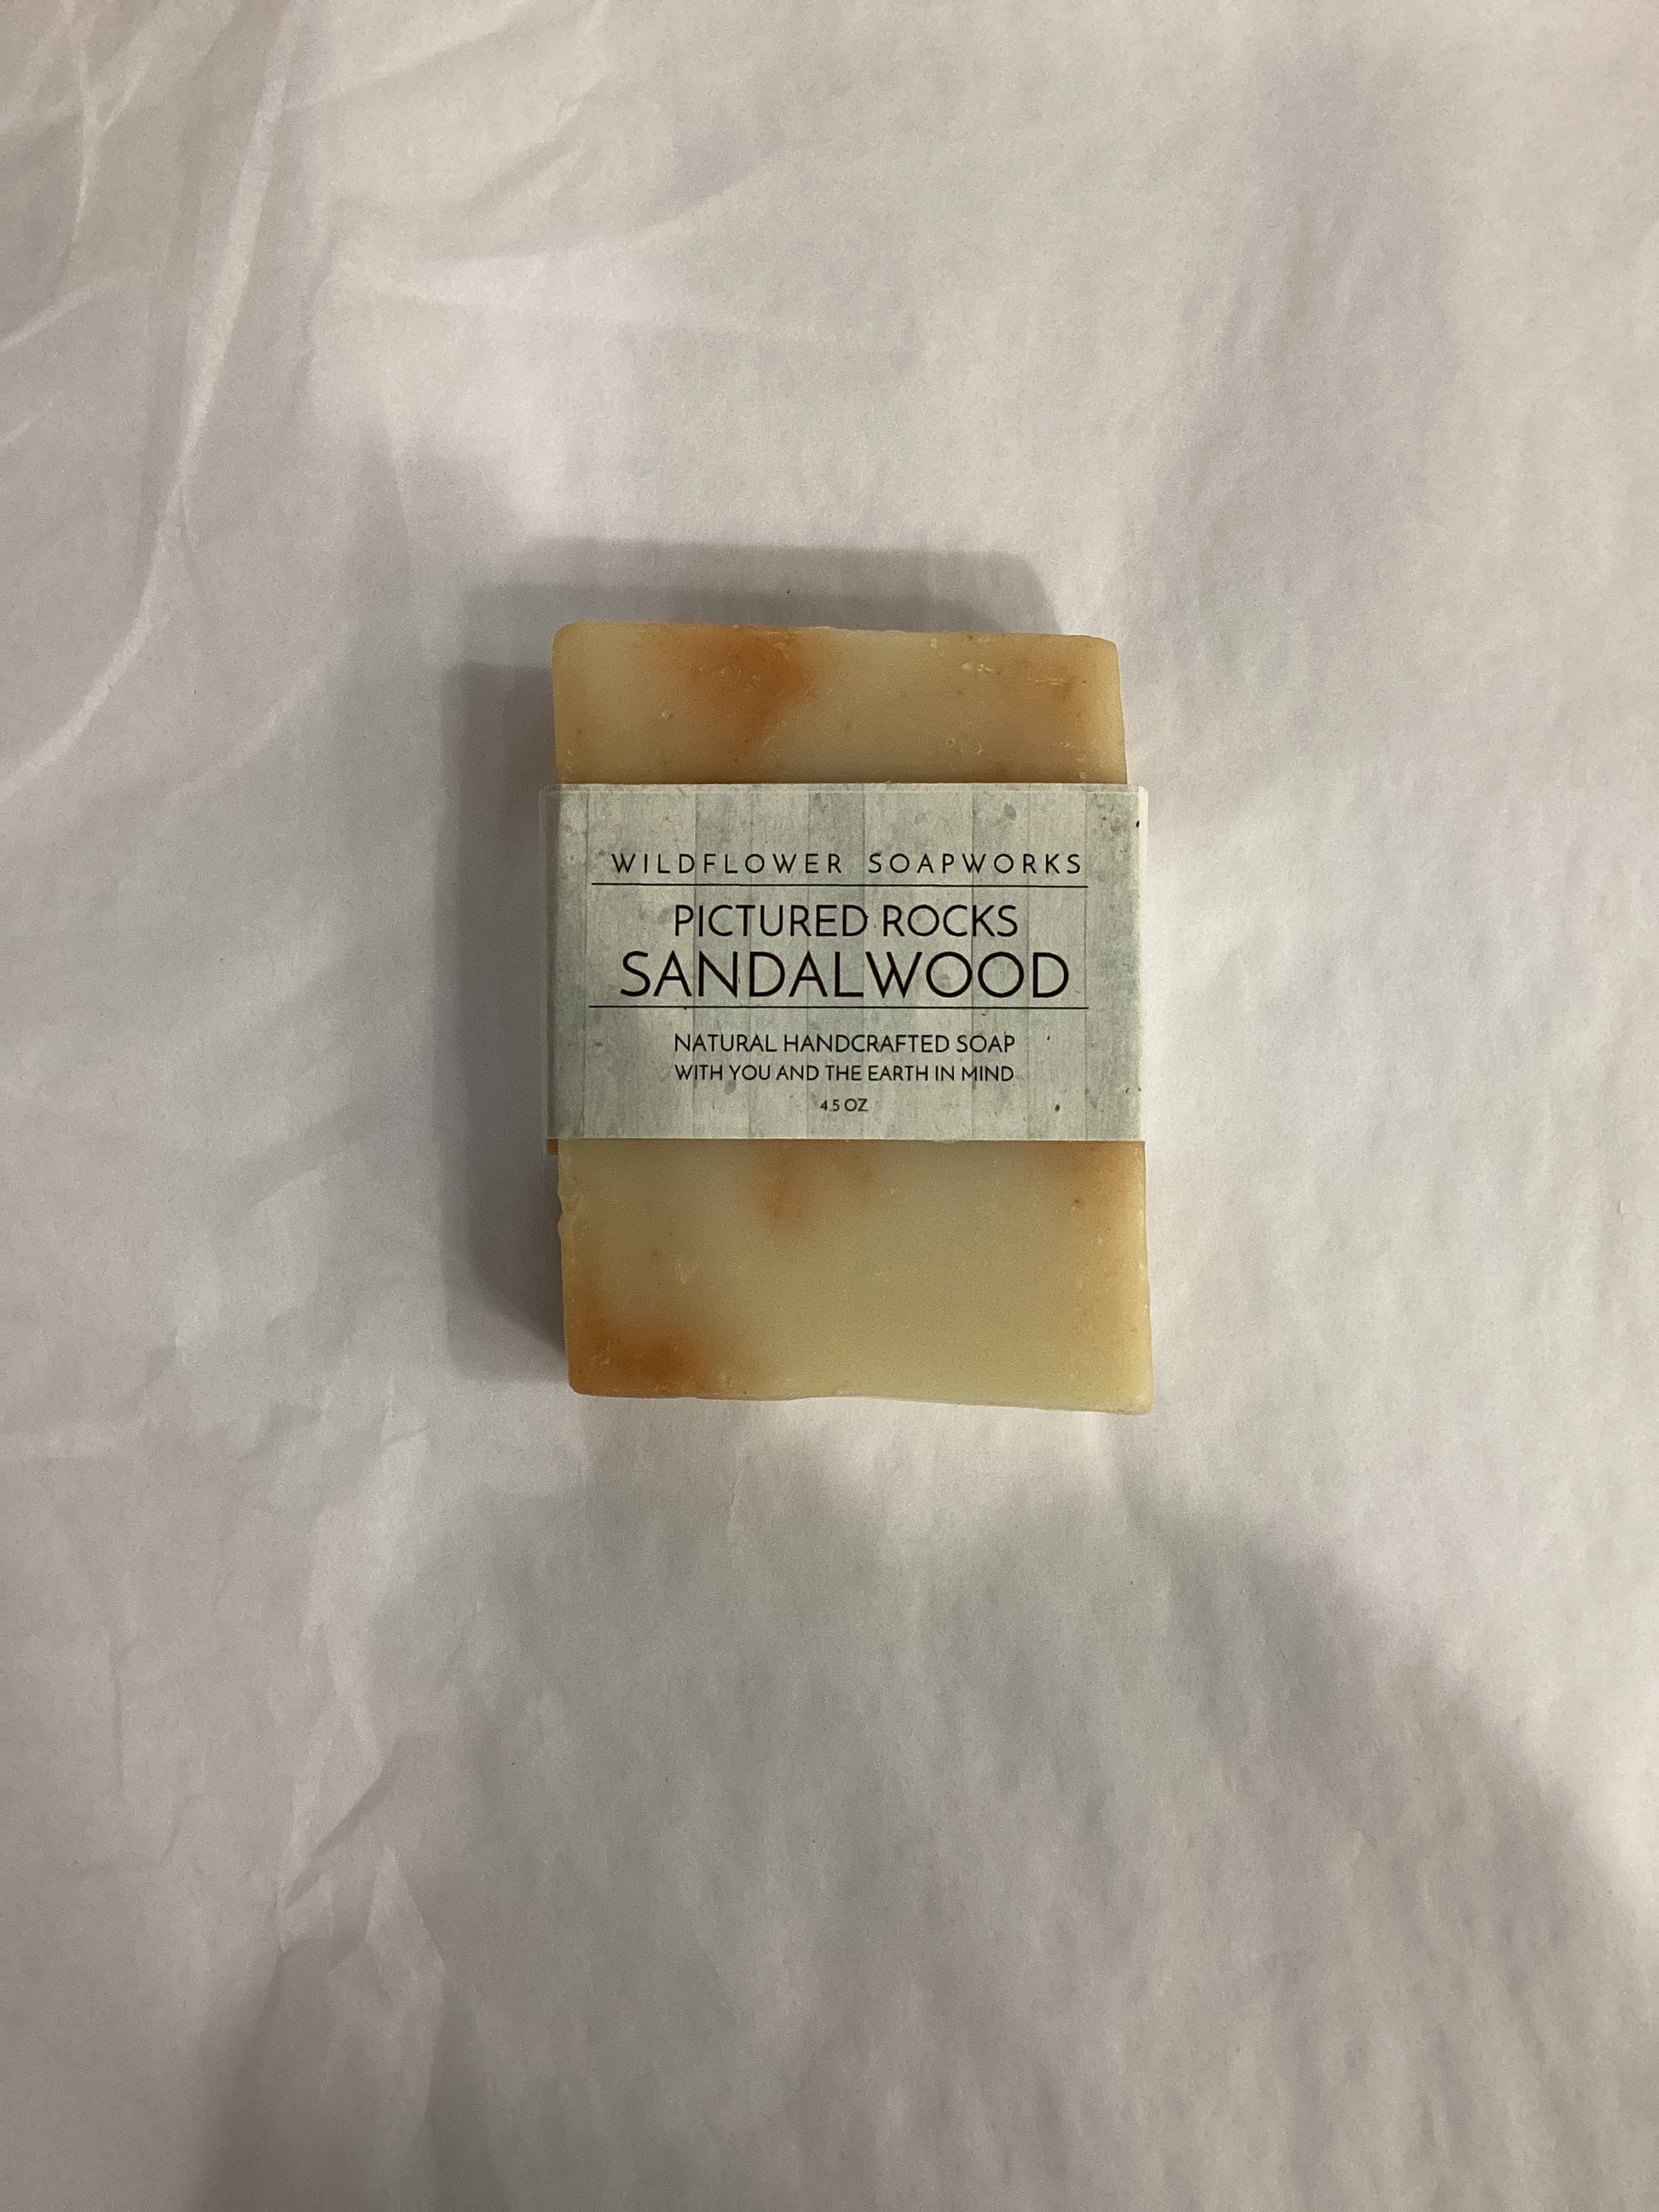 WILDFLOWER SOAPWORKS
PICTURED ROCKS
SANDALWOOD
NATURAL HANDCRAFTED SOAP
WITH YOU AND THE EARTH IN MIND
4.5 OZ